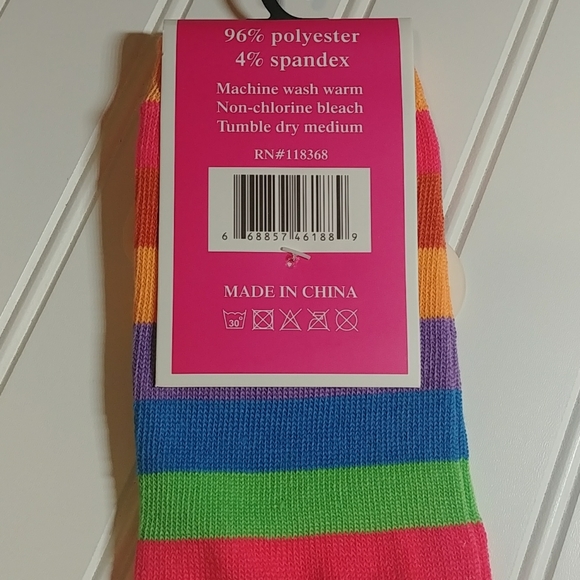 96% polyester
4% spandex
Machine wash warm
Non-chlorine bleach
Tumble dry medium
RN#118368
6 68857 46188 9
MADE IN CHINA
30°